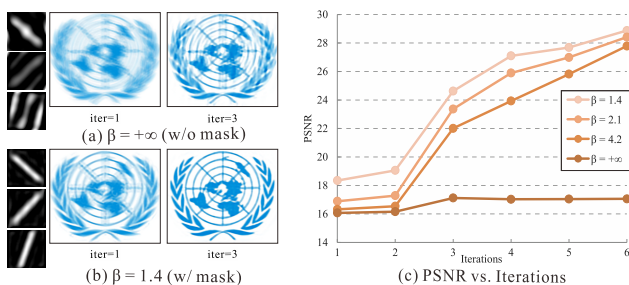 iter=1
iter=3
(a) β = +∞ (w/o mask)
iter=1
iter=3
(b) β = 1.4 (w/ mask)
30
28
26
24
22
20
18
16
14
PSNR
β = 1.4
β = 2.1
β = 4.2
β = +∞
1
2
3
4
5
6
Iterations
(c) PSNR vs. Iterations